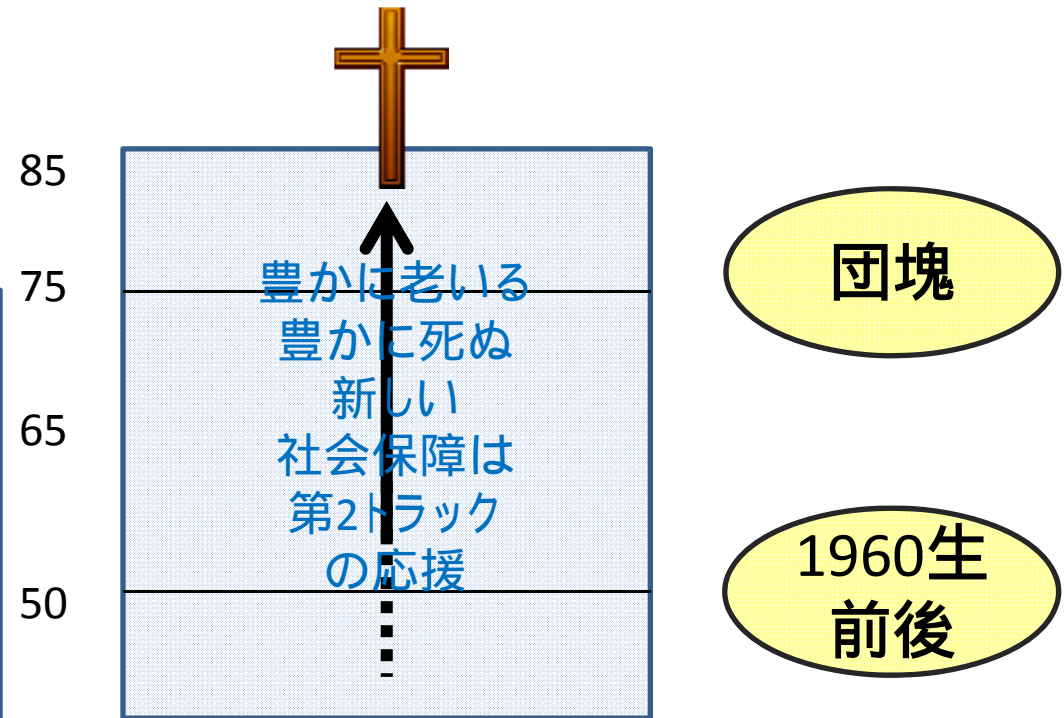 85
75
65
50
豊かに老いる
豊かに死ぬ
新しい
社会保障は
第2トラック
の応援
団塊
1960生
前後